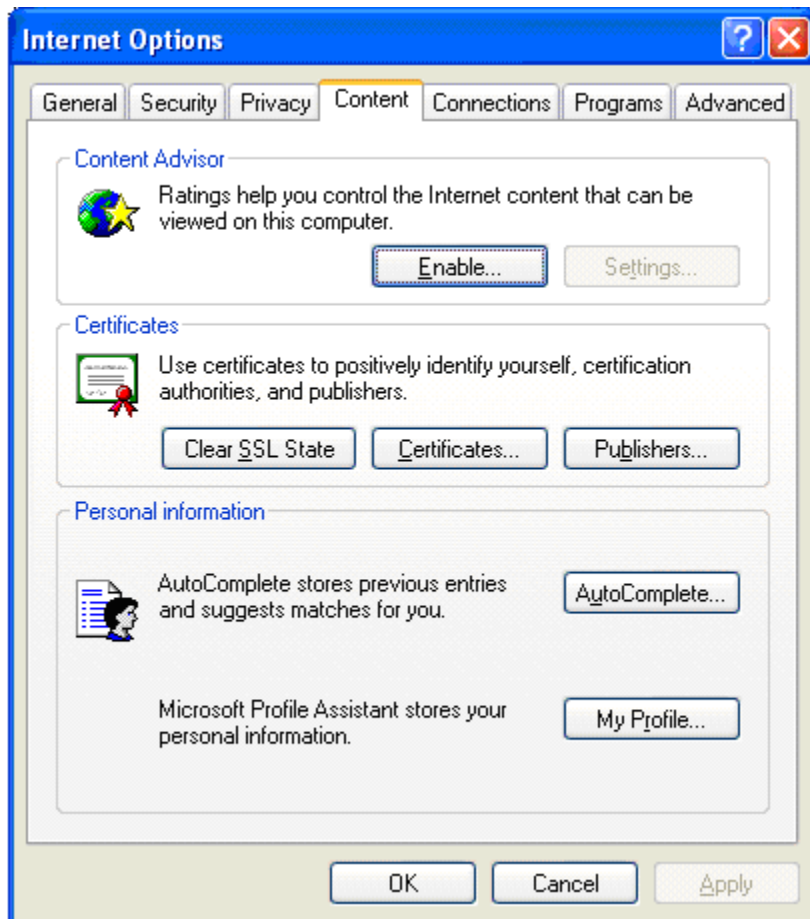 Internet Options
General Security Privacy Content Connections Programs Advanced
Content Advisor
Ratings help you control the Internet content that can be
viewed on this computer.
Enable... Settings...
Certificates
Use certificates to positively identify yourself, certification
authorities, and publishers.
Clear SSL State Certificates... Publishers...
Personal information
AutoComplete stores previous entries
and suggests matches for you.
AutoComplete...
Microsoft Profile Assistant stores your
personal information.
My Profile...
OK Cancel Apply